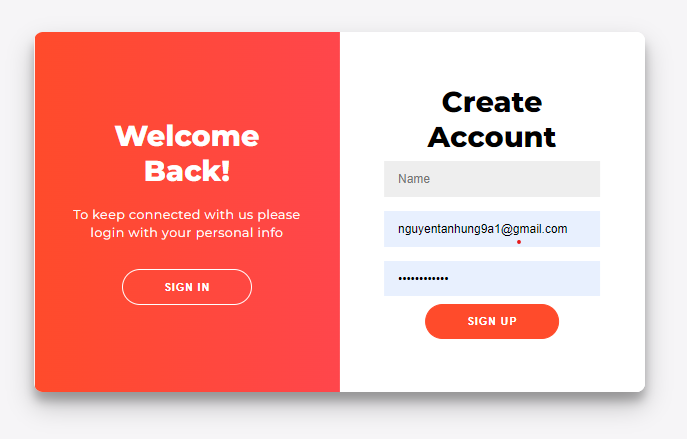 Welcome
Back!
To keep connected with us please
login with your personal info
SIGN IN
Create
Account
Name
nguyentanhung9a1@gmail.com
••••••••••••
SIGN UP